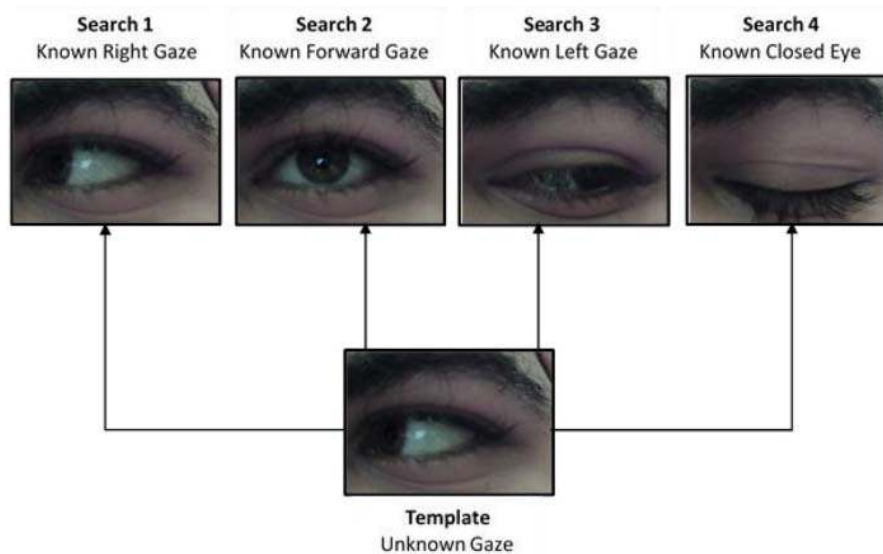 Search 1
Known Right Gaze
Search 2
Known Forward Gaze
Search 3
Known Left Gaze
Search 4
Known Closed Eye
Template
Unknown Gaze